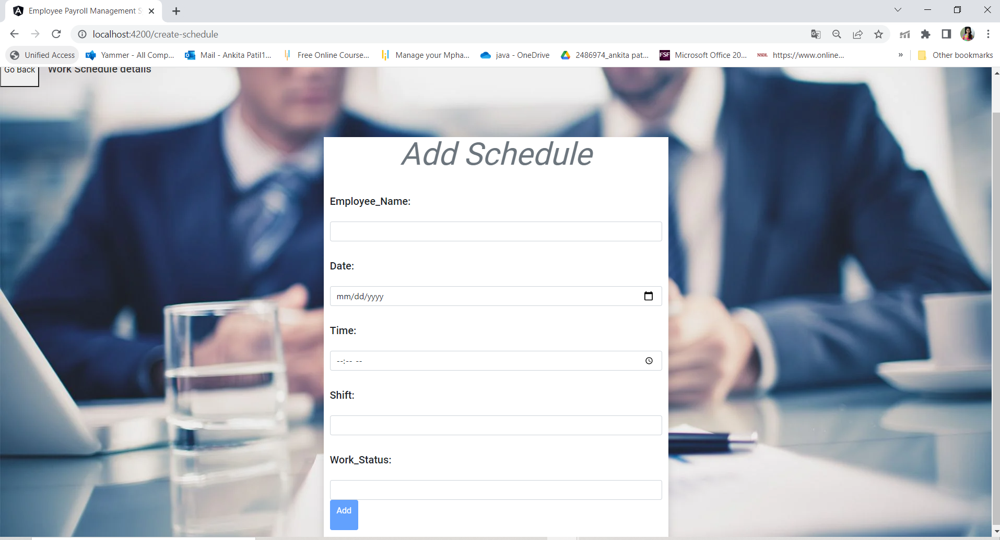 Employee Payroll Management S
localhost:4200/create-schedule
Unified Access Yammer - All Comp... Mail - Ankita Patil1... Free Online Course... Manage your Mpha... java - OneDrive 2486974_ankita pat... FSF Microsoft Office 20... NSDL https://www.online... » Other bookmarks
Go Back Work Schedule details
Add Schedule
Employee_Name:
Date:
mm/dd/yyyy
Time:
--:-- --
Shift:
Work_Status:
Add